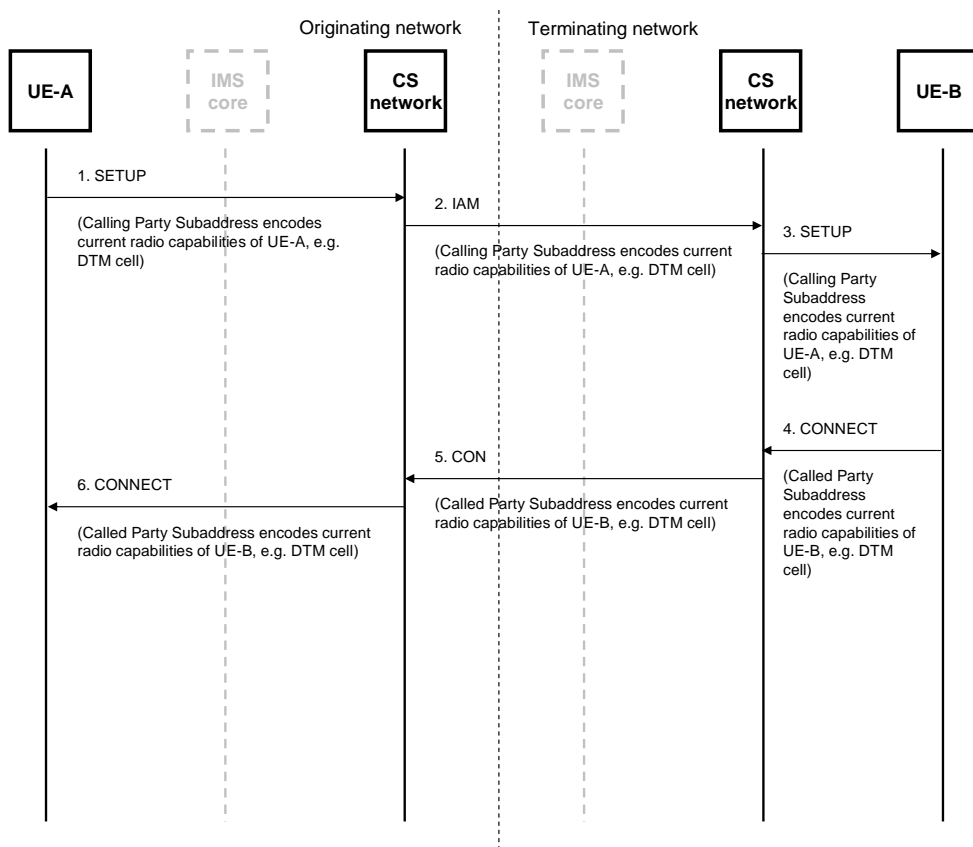 Originating network
Terminating network
UE-A
IMS
core
CS
network
IMS
core
CS
network
UE-B
1. SETUP
(Calling Party Subaddress encodes
current radio capabilities of UE-A, e.g.
DTM cell)
2. IAM
(Calling Party Subaddress encodes current
radio capabilities of UE-A, e.g. DTM cell)
3. SETUP
(Calling Party
Subaddress
encodes current
radio capabilities of
UE-A, e.g. DTM
cell)
4. CONNECT
(Called Party
Subaddress
encodes current
radio capabilities of
UE-B, e.g. DTM
cell)
5. CON
(Called Party Subaddress encodes current
radio capabilities of UE-B, e.g. DTM cell)
6. CONNECT
(Called Party Subaddress encodes current
radio capabilities of UE-B, e.g. DTM cell)